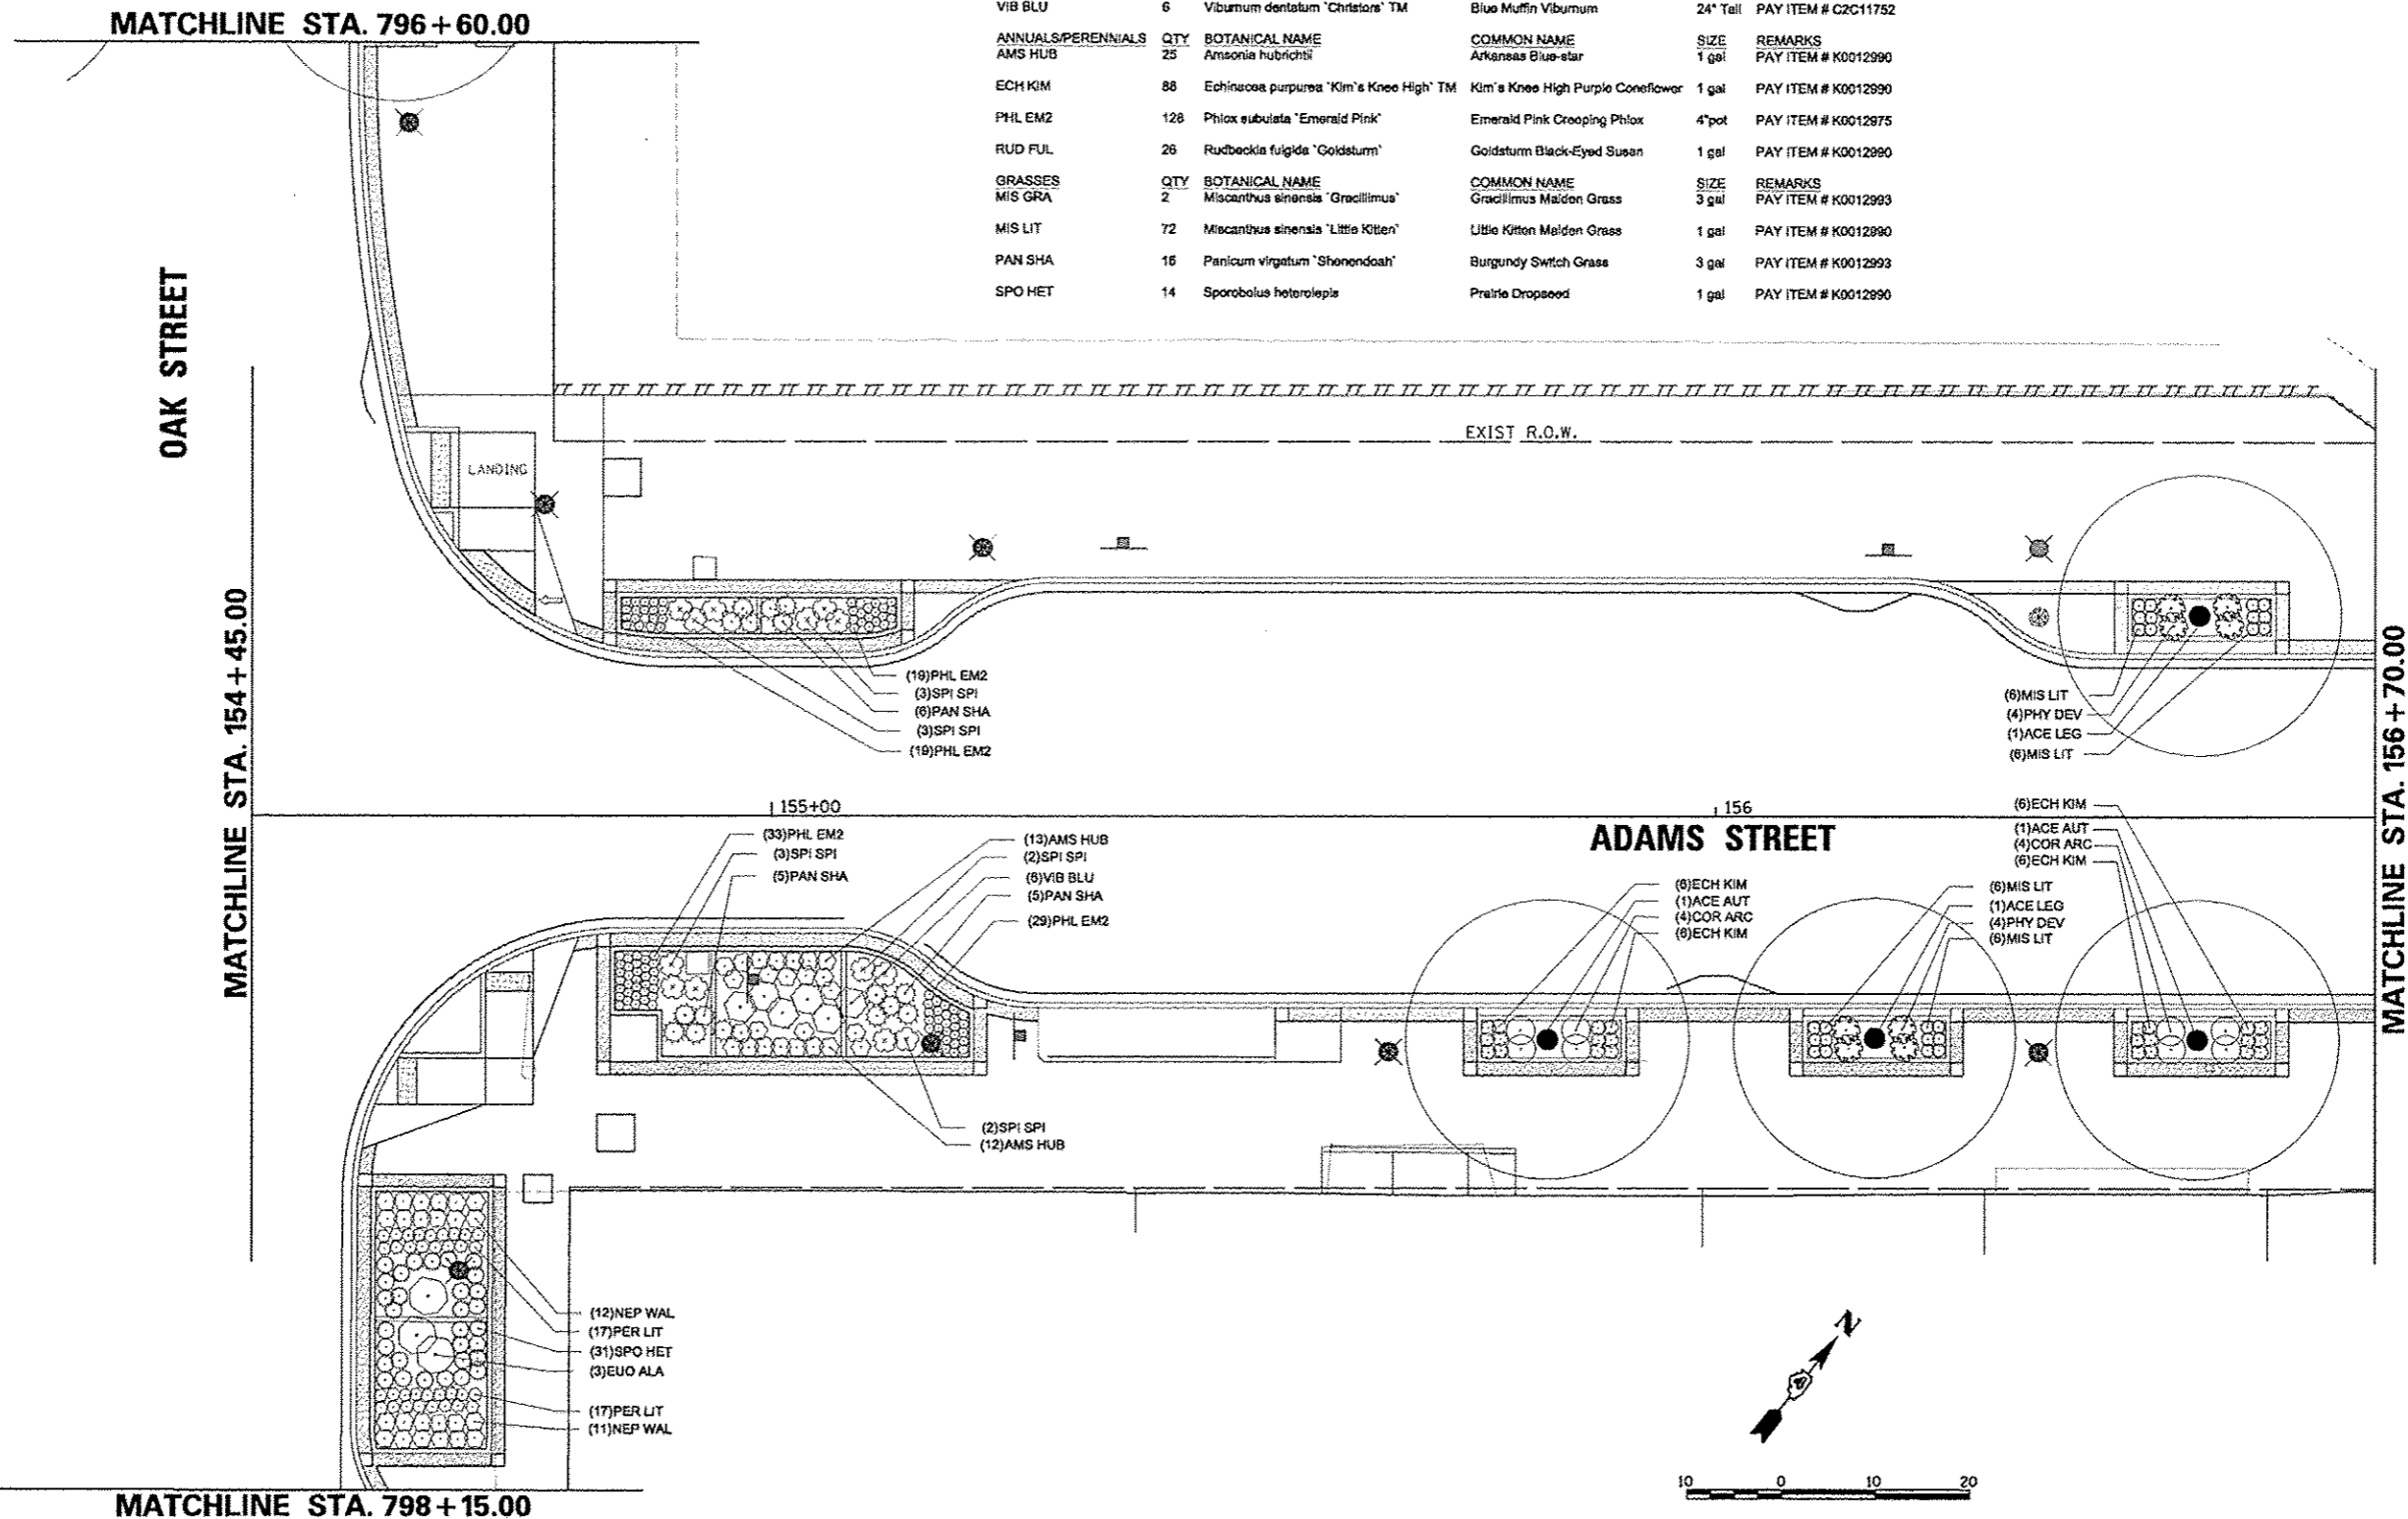 VIB BLU 6 Viburnum dentatum `Christom` TM Blue Muffin Viburnum 24" Tall PAY ITEM # C2C11752
MATCHLINE STA. 796+60.00
ANNUALS/PERENNIALS QTY BOTANICAL NAME COMMON NAME SIZE REMARKS
AMS HUB 25 Amsonia hubrichtii Arkansas Blue-star 1 gal PAY ITEM # K0012990
ECH KIM 88 Echinacea purpurea `Kim`s Knee High` TM Kim`s Knee High Purple Coneflower 1 gal PAY ITEM # K0012990
PHL EM2 128 Phlox subulata `Emerald Pink` Emerald Pink Creeping Phlox 4"pot PAY ITEM # K0012975
RUD FUL 26 Rudbeckia fulgida `Goldsturm` Goldsturm Black-Eyed Susan 1 gal PAY ITEM # K0012990
GRASSES QTY BOTANICAL NAME COMMON NAME SIZE REMARKS
MIS GRA 2 Miscanthus sinensis `Gracillimus` Gracillimus Maiden Grass 3 gal PAY ITEM # K0012993
MIS LIT 72 Miscanthus sinensis `Little Kitten` Little Kitten Maiden Grass 1 gal PAY ITEM # K0012990
PAN SHA 16 Panicum virgatum `Shenendoah` Burgundy Switch Grass 3 gal PAY ITEM # K0012993
SPO HET 14 Sporobolus heterolepis Prairie Dropseed 1 gal PAY ITEM # K0012990
OAK STREET
EXIST R.O.W.
LANDING
MATCHLINE STA. 154+45.00
(19)PHL EM2
(3)SPI SPI
(6)PAN SHA
(3)SPI SPI
(19)PHL EM2
(6)MIS LIT
(4)PHY DEV
(1)ACE LEG
(6)MIS LIT
MATCHLINE STA. 156+70.00
155+00
156
ADAMS STREET
(33)PHL EM2
(3)SPI SPI
(5)PAN SHA
(13)AMS HUB
(2)SPI SPI
(6)VIB BLU
(5)PAN SHA
(29)PHL EM2
(6)ECH KIM
(1)ACE AUT
(4)COR ARC
(6)ECH KIM
(6)MIS LIT
(1)ACE LEG
(4)PHY DEV
(6)MIS LIT
(6)ECH KIM
(1)ACE AUT
(4)COR ARC
(6)ECH KIM
(2)SPI SPI
(12)AMS HUB
(12)NEP WAL
(17)PER LIT
(31)SPO HET
(3)EUO ALA
(17)PER LIT
(11)NEP WAL
N
10 0 10 20
MATCHLINE STA. 798+15.00